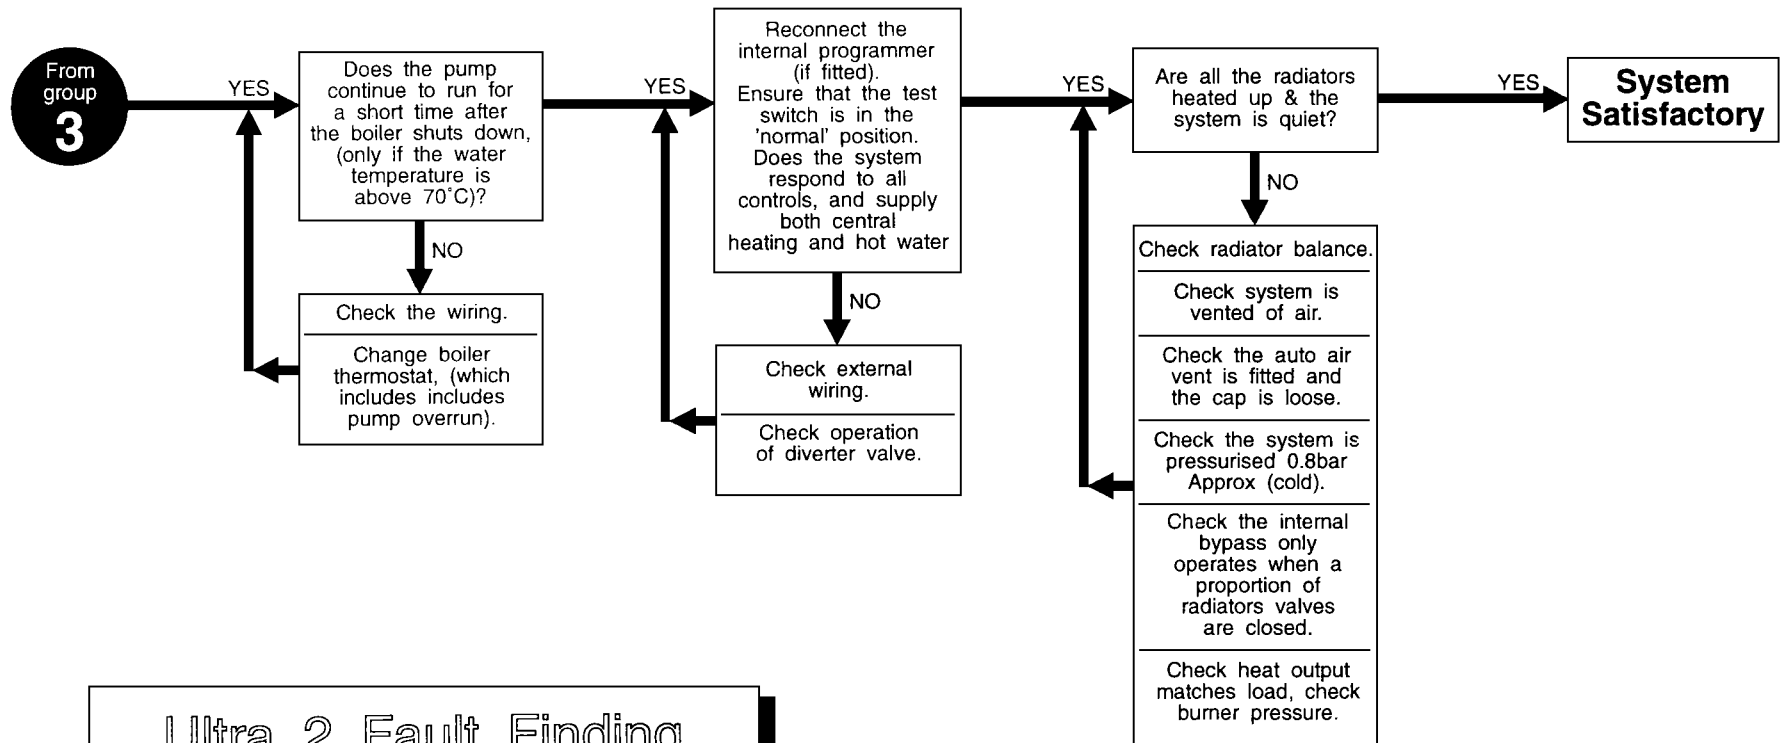 From
group
3
YES
Does the pump
continue to run for
a short time after
the boiler shuts down,
(only if the water
temperature is
above 70°C)?
NO
Check the wiring.
Change boiler
thermostat, (which
includes includes
pump overrun).
YES
Reconnect the
internal programmer
(if fitted).
Ensure that the test
switch is in the
'normal' position.
Does the system
respond to all
controls, and supply
both central
heating and hot water
NO
Check external
wiring.
Check operation
of diverter valve.
YES
Are all the radiators
heated up & the
system is quiet?
NO
Check radiator balance.
Check system is
vented of air.
Check the auto air
vent is fitted and
the cap is loose.
Check the system is
pressurised 0.8bar
Approx (cold).
Check the internal
bypass only
operates when a
proportion of
radiators valves
are closed.
Check heat output
matches load, check
burner pressure.
YES
System
Satisfactory
Ultra 2 Fault Finding